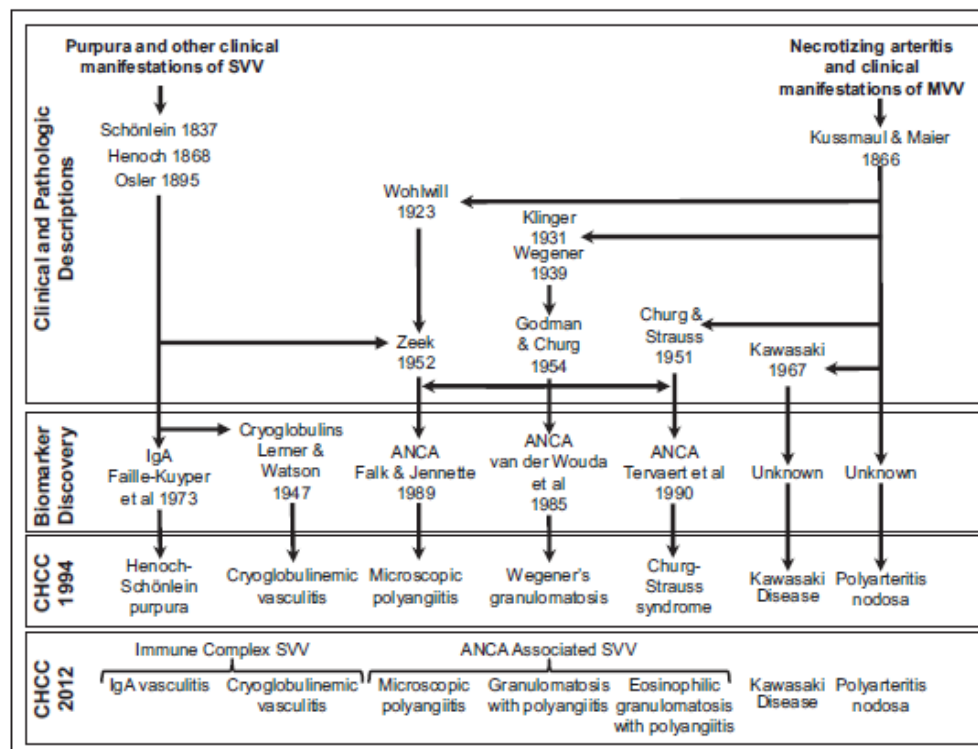 Clinical and Pathologic
Descriptions
Purpura and other clinical
manifestations of SVV
Necrotizing arteritis
and clinical
manifestations of MVV
Schönlein 1837
Henoch 1868
Osler 1895
Kussmaul & Maier
1866
Wohlwill
1923
Klinger
1931
Wegener
1939
Zeek
1952
Godman
& Churg
1954
Churg &
Strauss
1951
Kawasaki
1967
Biomarker
Discovery
IgA
Faille-Kuyper
et al 1973
Cryoglobulins
Lerner &
Watson
1947
ANCA
Falk & Jennette
1989
ANCA
van der Wouda
et al
1985
ANCA
Tervaert et al
1990
Unknown
Unknown
CHCC
1994
Henoch-
Schönlein
purpura
Cryoglobulinemic
vasculitis
Microscopic
polyangiitis
Wegener's
granulomatosis
Churg-
Strauss
syndrome
Kawasaki
Disease
Polyarteritis
nodosa
CHCC
2012
Immune Complex SVV
ANCA Associated SVV
IgA vasculitis
Cryoglobulinemic
vasculitis
Microscopic
polyangiitis
Granulomatosis
with polyangiitis
Eosinophilic
granulomatosis
with polyangiitis
Kawasaki
Disease
Polyarteritis
nodosa